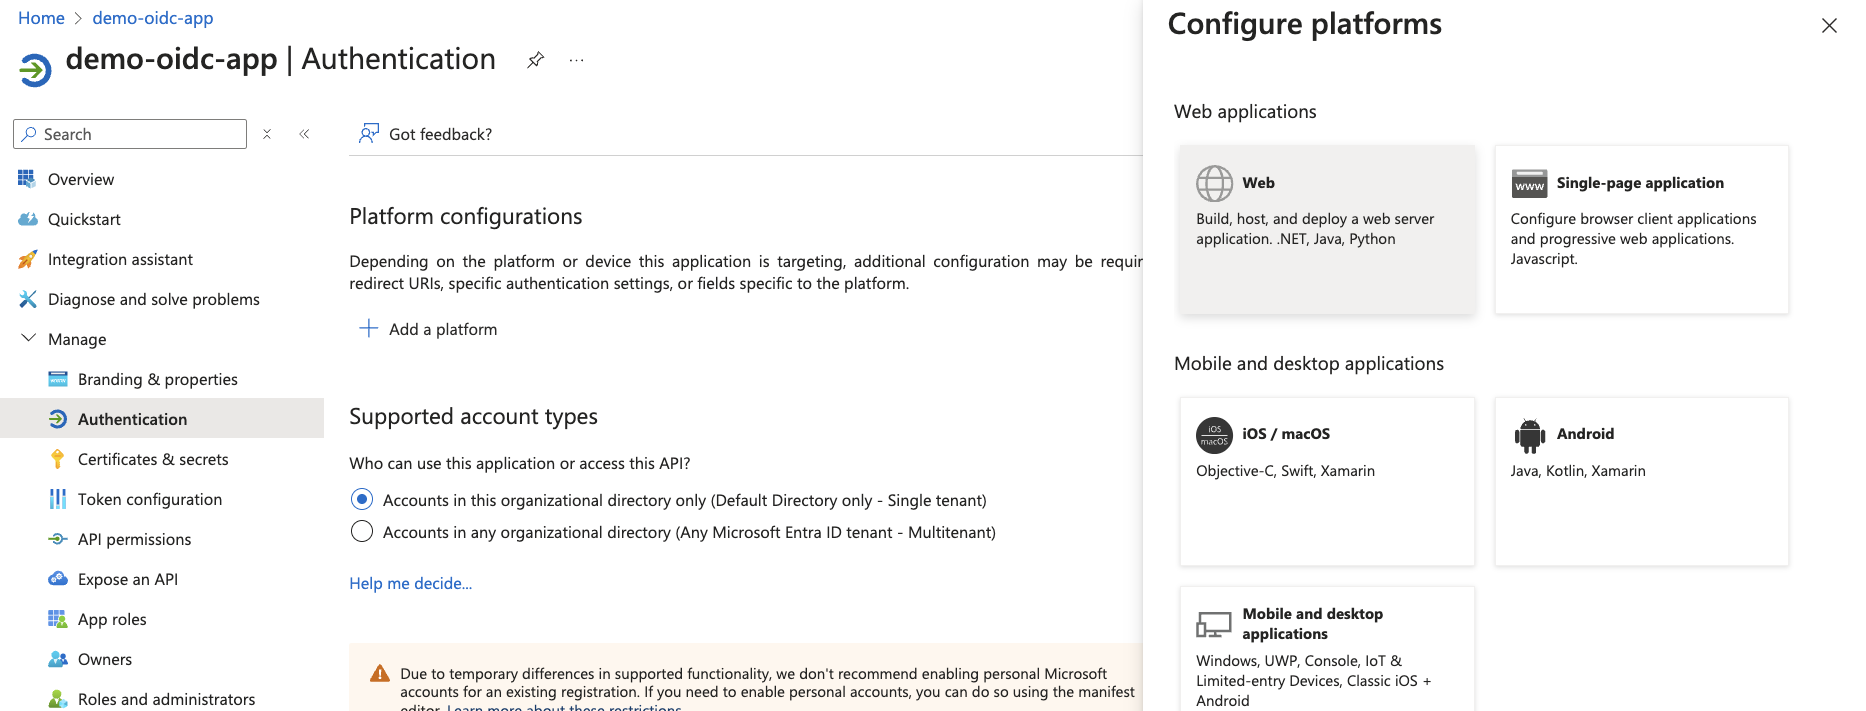 Home > demo-oidc-app
demo-oidc-app | Authentication
Search
Overview
Quickstart
Integration assistant
Diagnose and solve problems
Manage
Branding & properties
Authentication
Certificates & secrets
Token configuration
API permissions
Expose an API
App roles
Owners
Roles and administrators
Got feedback?
Platform configurations
Depending on the platform or device this application is targeting, additional configuration may be requir
redirect URIs, specific authentication settings, or fields specific to the platform.
Add a platform
Supported account types
Who can use this application or access this API?
Accounts in this organizational directory only (Default Directory only - Single tenant)
Accounts in any organizational directory (Any Microsoft Entra ID tenant - Multitenant)
Help me decide...
Due to temporary differences in supported functionality, we don't recommend enabling personal Microsoft
accounts for an existing registration. If you need to enable personal accounts, you can do so using the manifest
editor. Learn more about these restrictions.
Configure platforms
Web applications
Web
Build, host, and deploy a web server
application. .NET, Java, Python
www
Single-page application
Configure browser client applications
and progressive web applications.
Javascript.
Mobile and desktop applications
iOS
macOS
iOS / macOS
Objective-C, Swift, Xamarin
Android
Java, Kotlin, Xamarin
Mobile and desktop
applications
Windows, UWP, Console, IoT &
Limited-entry Devices, Classic iOS +
Android